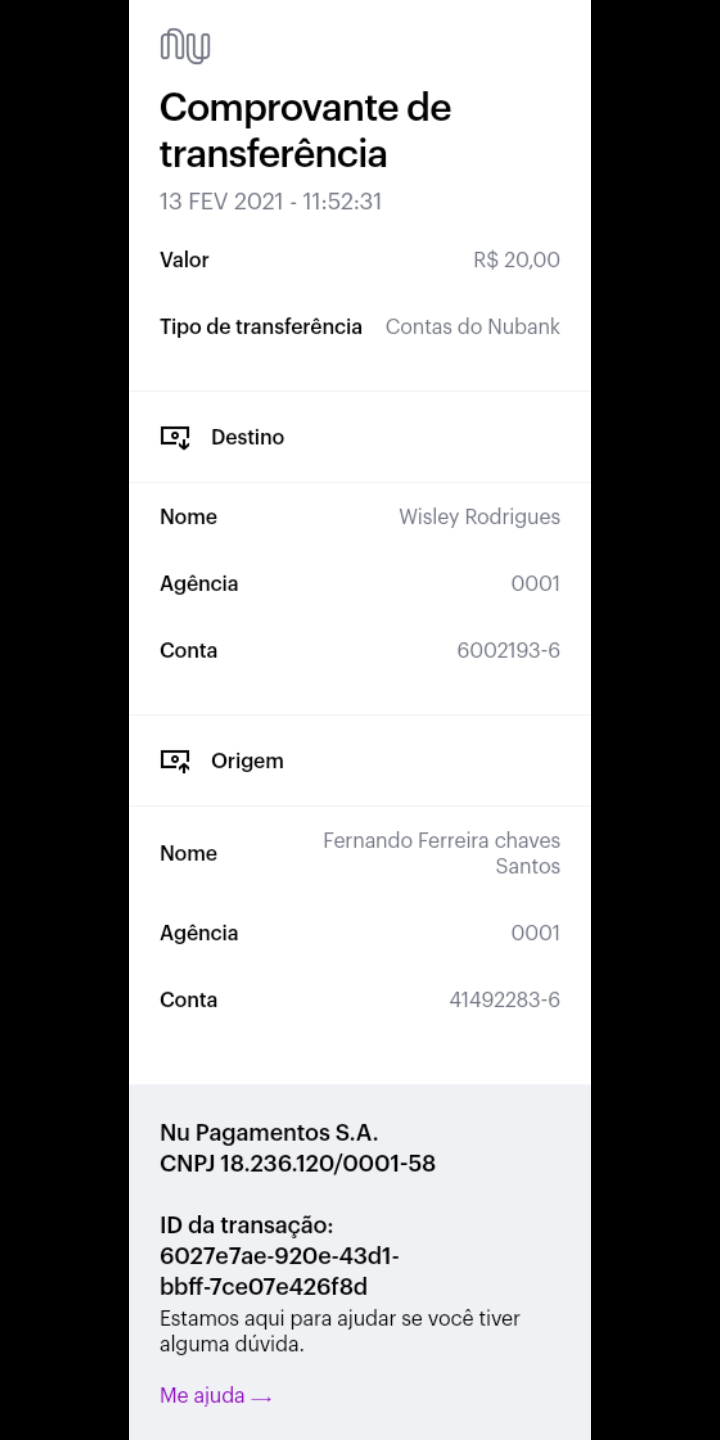 nu
Comprovante de
transferência
13 FEV 2021 - 11:52:31
Valor R$ 20,00
Tipo de transferência Contas do Nubank
Destino
Nome Wisley Rodrigues
Agência 0001
Conta 6002193-6
Origem
Nome Fernando Ferreira chaves
Santos
Agência 0001
Conta 41492283-6
Nu Pagamentos S.A.
CNPJ 18.236.120/0001-58
ID da transação:
6027e7ae-920e-43d1-
bbff-7ce07e426f8d
Estamos aqui para ajudar se você tiver
alguma dúvida.
Me ajuda →